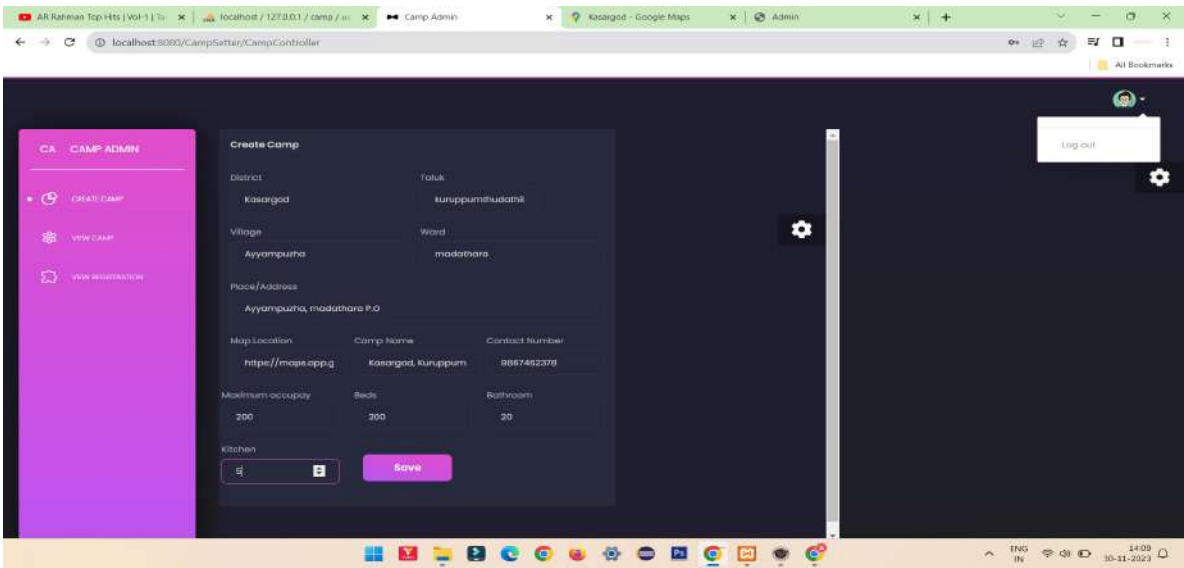 AR Rahman Top Hits | Vol-1 | To
localhost / 127.0.0.1 / camp /
Camp Admin
Kasargod - Google Maps
Admin
localhost:8080/CampSetter/CampController
All Bookmarks
Log out
CA CAMP ADMIN
CREATE CAMP
VIEW CAMP
VIEW REGISTRATION
Create Camp
District Taluk
Kasargod kuruppumthudathil
Village Ward
Ayyampuzha madathara
Place/Address
Ayyampuzha, madathara P.O
Map Location Camp Name Contact Number
https://maps.app.g Kasargod, Kuruppum 9867462378
Maximum occupay Beds Bathroom
200 200 20
Kitchen
5 Save
ENG 14:09
IN 30-11-2023